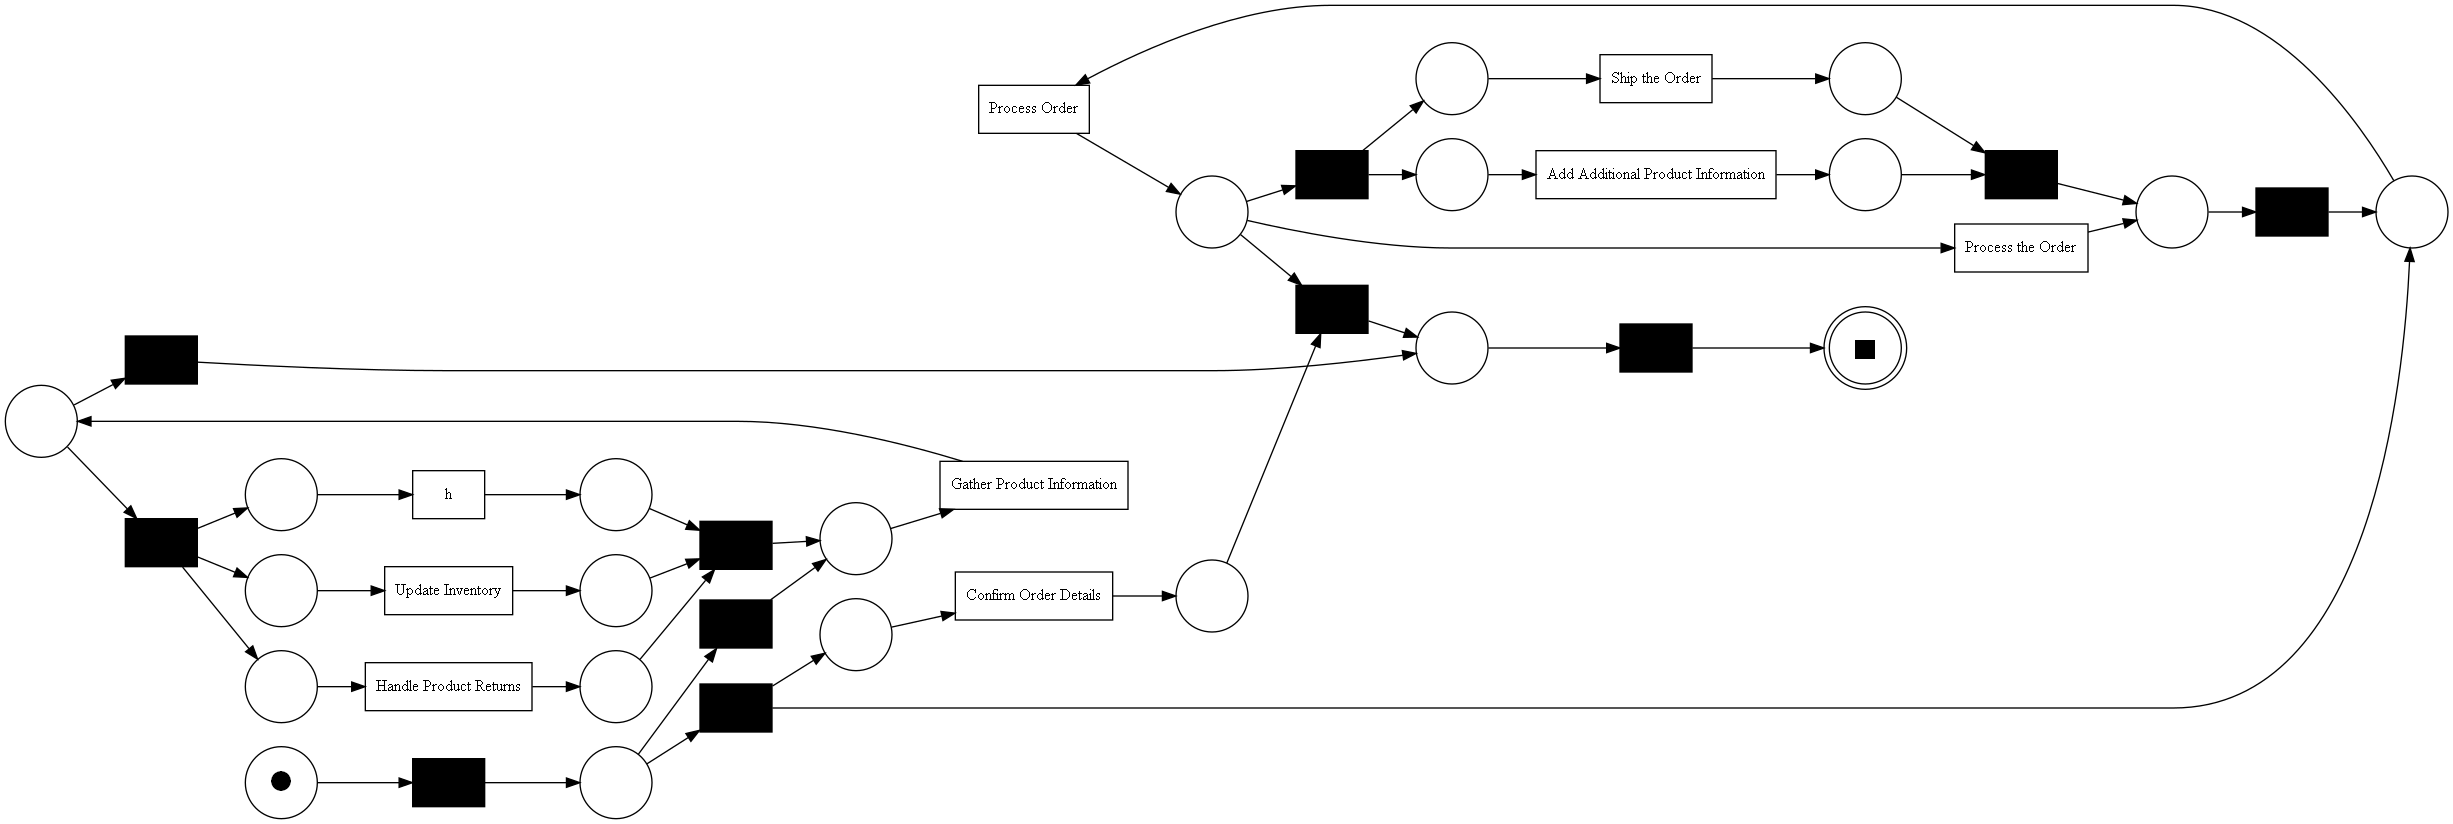 Ship the Order
Process Order
Add Additional Product Information
Process the Order
Gather Product Information
h
Update Inventory
Confirm Order Details
Handle Product Returns